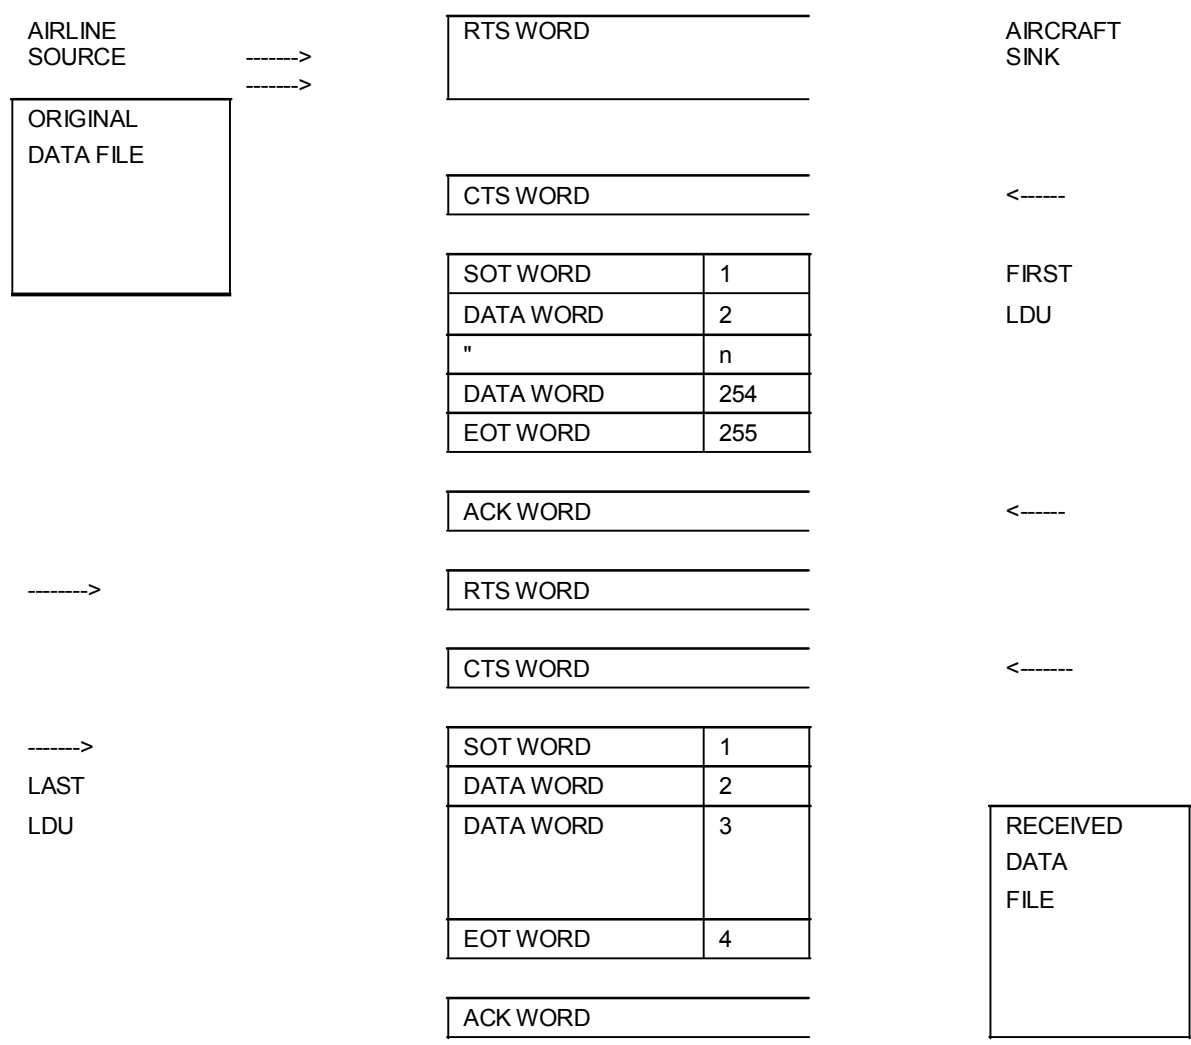 AIRLINE RTS WORD AIRCRAFT
SOURCE -------> SINK
------->
ORIGINAL
DATA FILE
CTS WORD <------
SOT WORD 1 FIRST
DATA WORD 2 LDU
" n
DATA WORD 254
EOT WORD 255
ACK WORD <------
--------> RTS WORD
CTS WORD <-------
-------> SOT WORD 1
LAST DATA WORD 2
LDU DATA WORD 3 RECEIVED
DATA
FILE
EOT WORD 4
ACK WORD